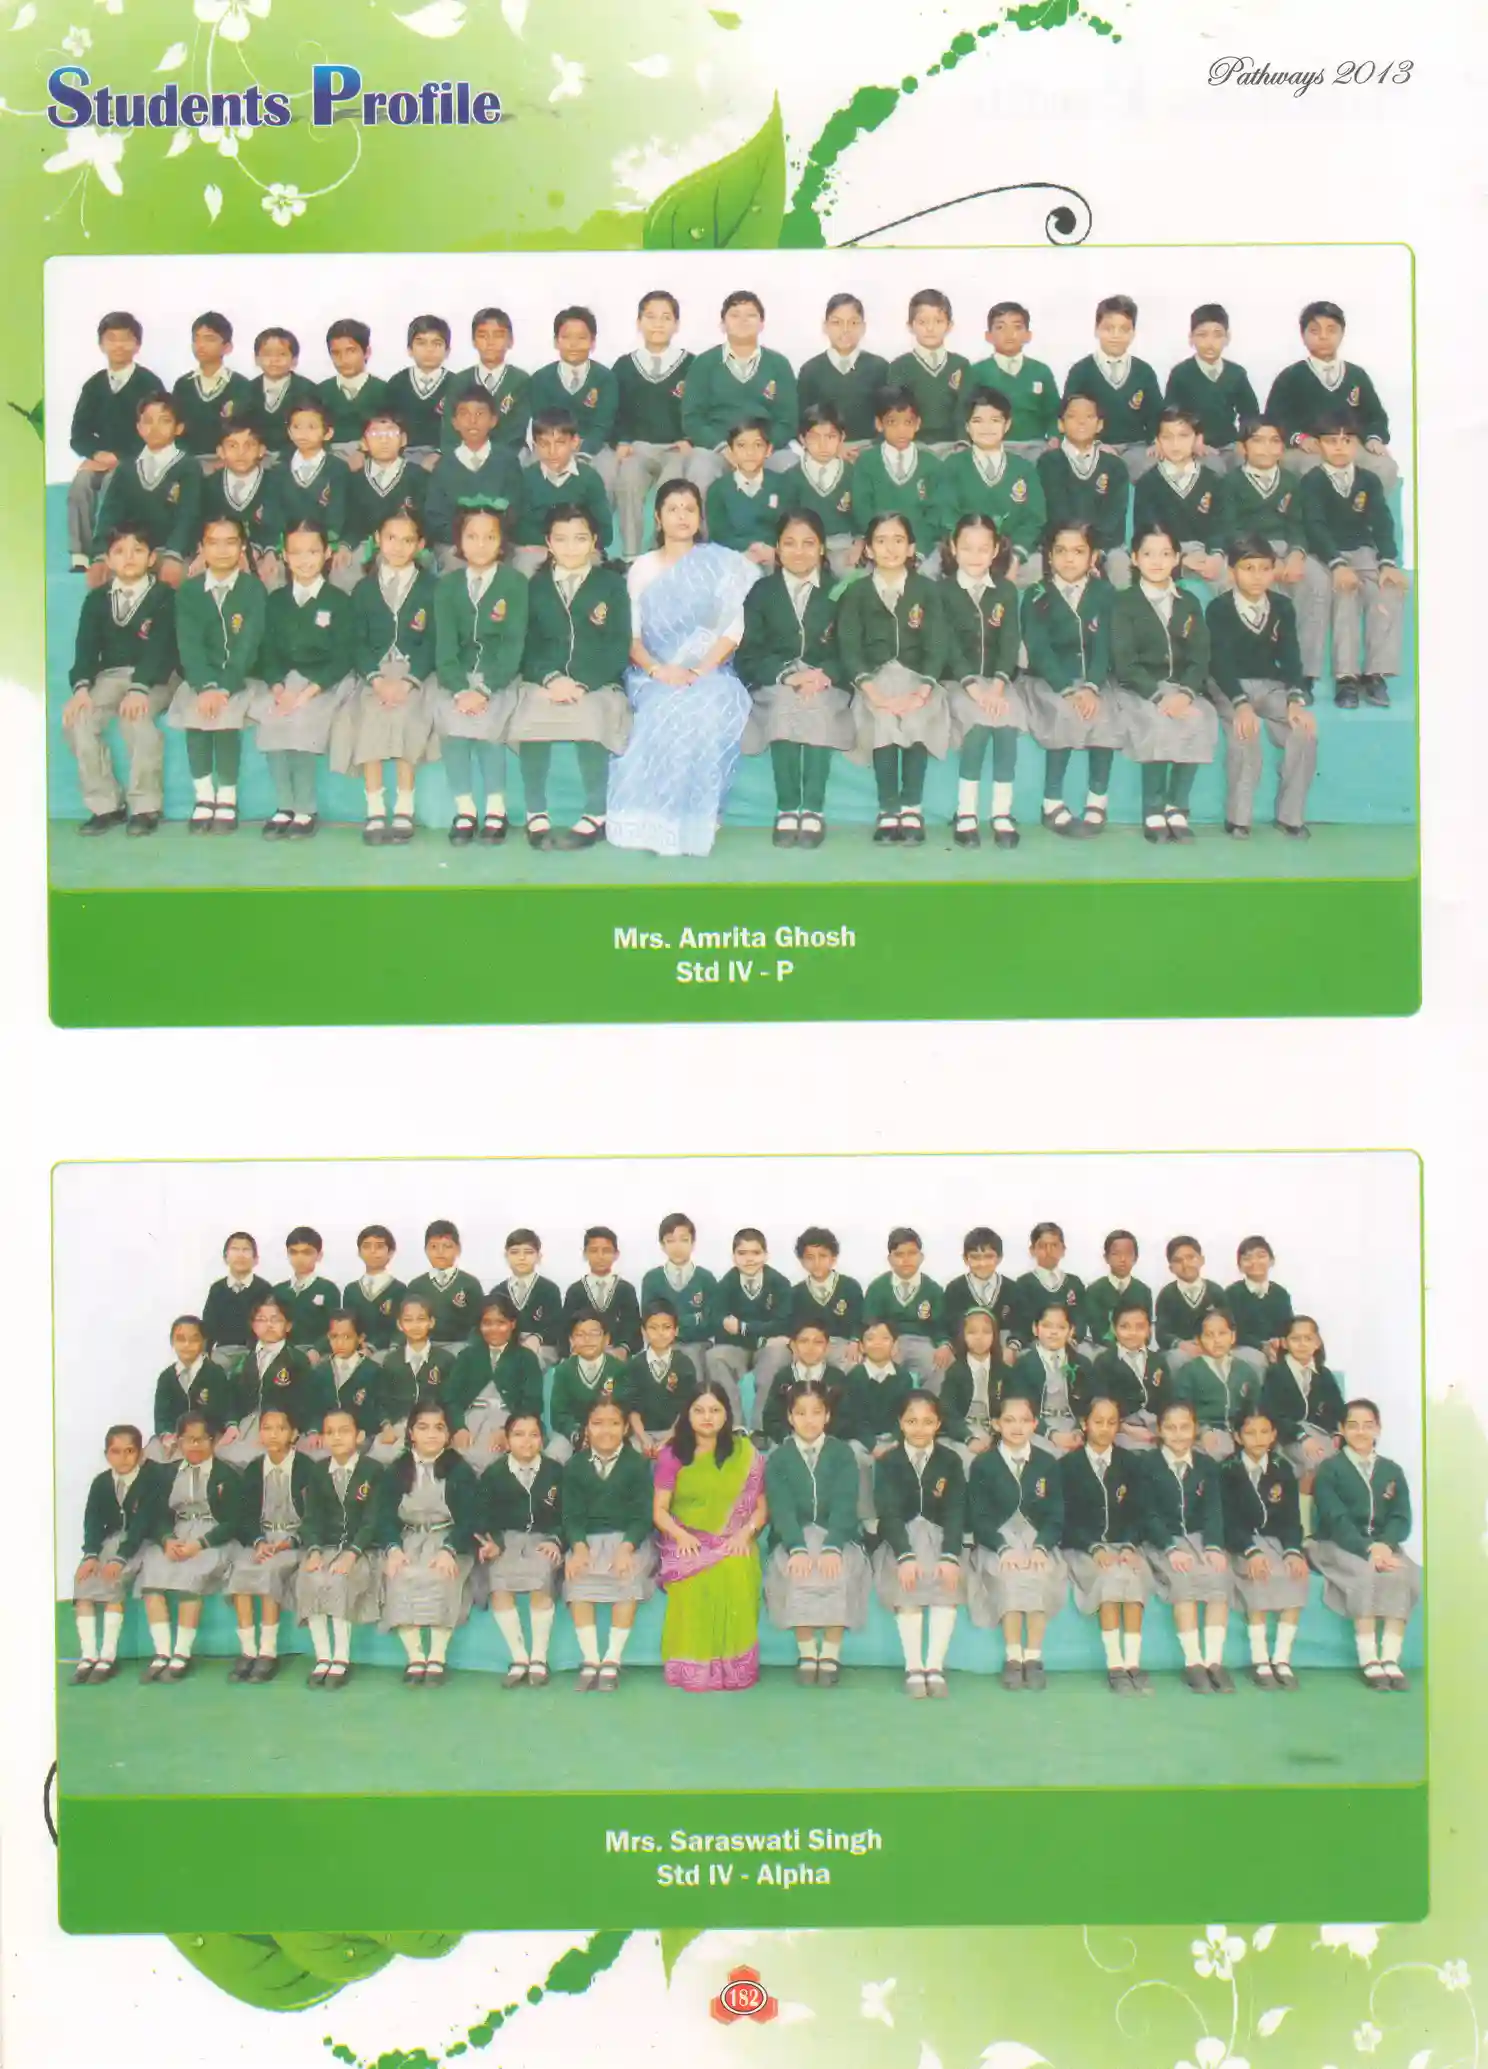 Students Profile
Pathways 2013
Mrs. Amrita Ghosh
Std IV - P
Mrs. Saraswati Singh
Std IV - Alpha
182